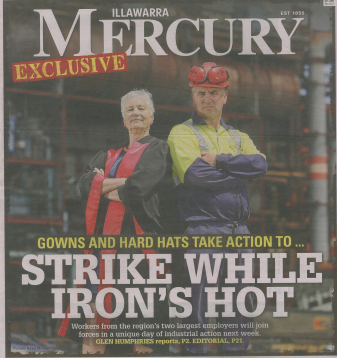 ILLAWARRA
EST 1855
MERCURY
EXCLUSIVE
GOWNS AND HARD HATS TAKE ACTION TO ...
STRIKE WHILE
IRON'S HOT
Workers from the region's two largest employers will join
forces in a unique day of industrial action next week.
GLEN HUMPHRIES reports, P2. EDITORIAL, P21.